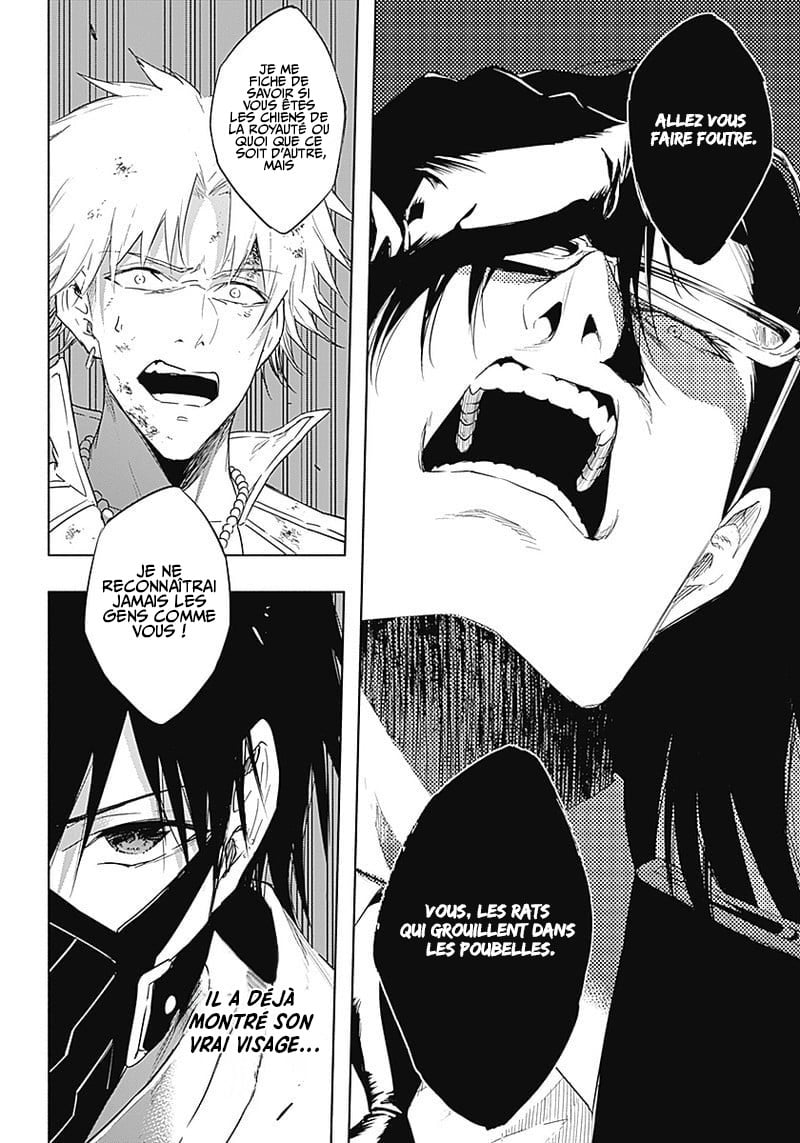 ALLEZ VOUS
FAIRE FOUTRE.
VOUS, LES RATS
QUI GROUILLENT DANS
LES POUBELLES.
JE ME
FICHE DE
SAVOIR SI
VOUS ÊTES
LES CHIENS DE
LA ROYAUTÉ OU
QUOI QUE CE
SOIT D'AUTRE,
MAIS
JE NE
RECONNAÎTRAI
JAMAIS LES
GENS COMME
VOUS !
IL A DÉJÀ
MONTRÉ SON
VRAI VISAGE...